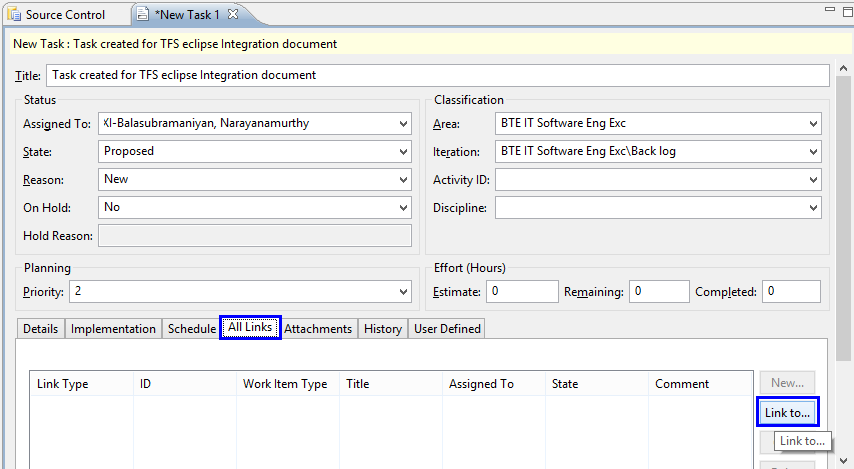 Source Control
*New Task 1
New Task : Task created for TFS eclipse Integration document
Title: Task created for TFS eclipse Integration document
Status
Classification
Assigned To: XI-Balasubramaniyan, Narayanamurthy
Area: BTE IT Software Eng Exc
State: Proposed
Iteration: BTE IT Software Eng Exc\Back log
Reason: New
Activity ID:
On Hold: No
Discipline:
Hold Reason:
Planning
Effort (Hours)
Priority: 2
Estimate: 0 Remaining: 0 Completed: 0
Details Implementation Schedule All Links Attachments History User Defined
Link Type ID Work Item Type Title Assigned To State Comment
New...
Link to...
Link to...